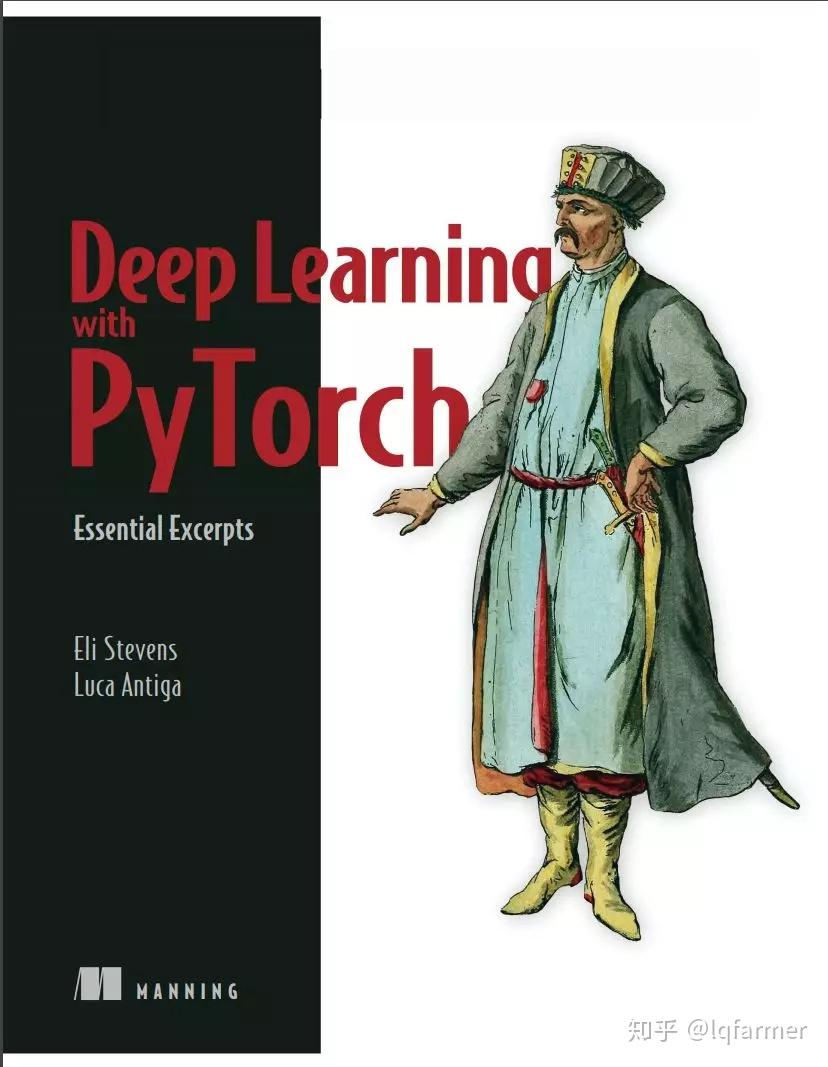 Deep Learning
with
PyTorch
Essential Excerpts
Eli Stevens
Luca Antiga
MANNING
知乎 @lqfarmer